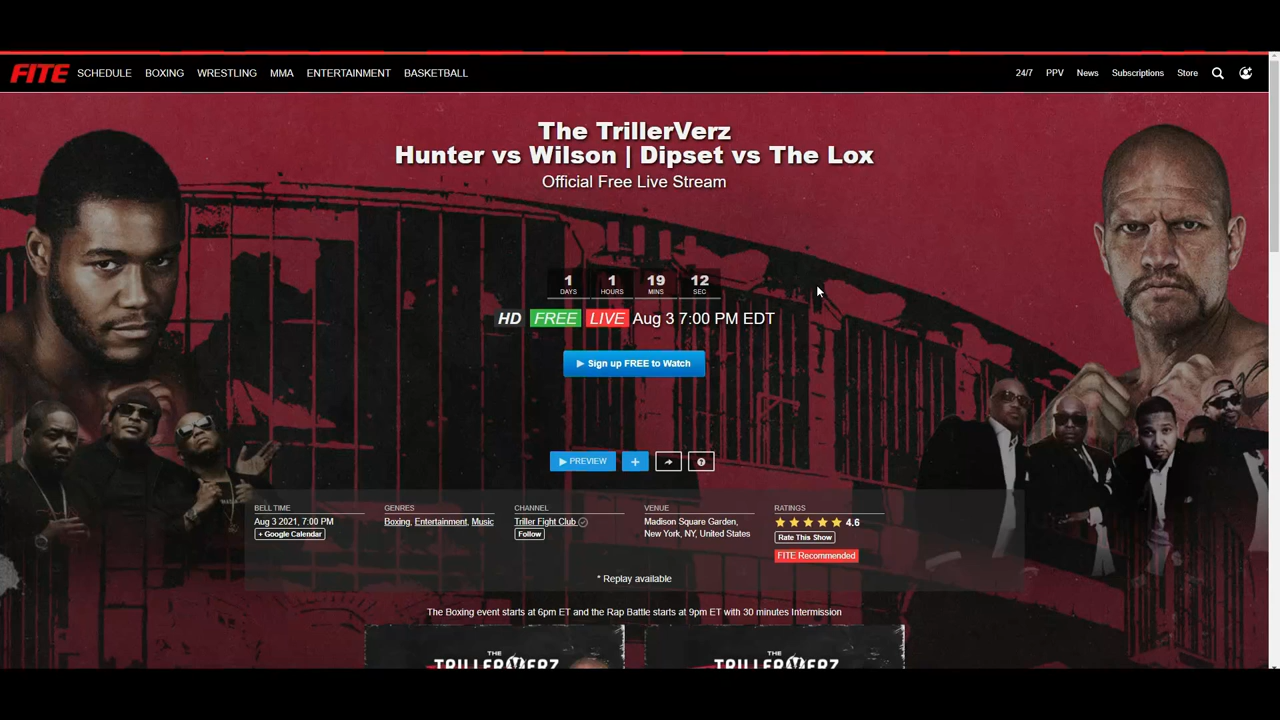 FITE SCHEDULE BOXING WRESTLING MMA ENTERTAINMENT BASKETBALL 24/7 PPV News Subscriptions Store
The TrillerVerz
Hunter vs Wilson | Dipset vs The Lox
Official Free Live Stream
1 1 19 12
DAYS HOURS MINS SEC
HD FREE LIVE Aug 3 7:00 PM EDT
Sign up FREE to Watch
PREVIEW
BELL TIME
Aug 3 2021, 7:00 PM
+ Google Calendar
GENRES
Boxing, Entertainment, Music
CHANNEL
Triller Fight Club
Follow
VENUE
Madison Square Garden,
New York, NY, United States
RATINGS
4.6
Rate This Show
FITE Recommended
* Replay available
The Boxing event starts at 6pm ET and the Rap Battle starts at 9pm ET with 30 minutes Intermission
THE
TRILLERVERZ
THE
TRILLERVERZ